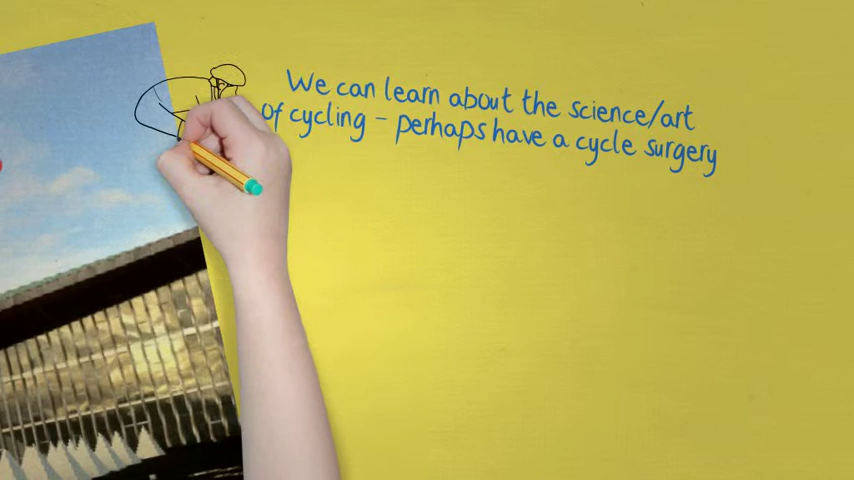 We can learn about the science/art
of cycling - perhaps have a cycle surgery